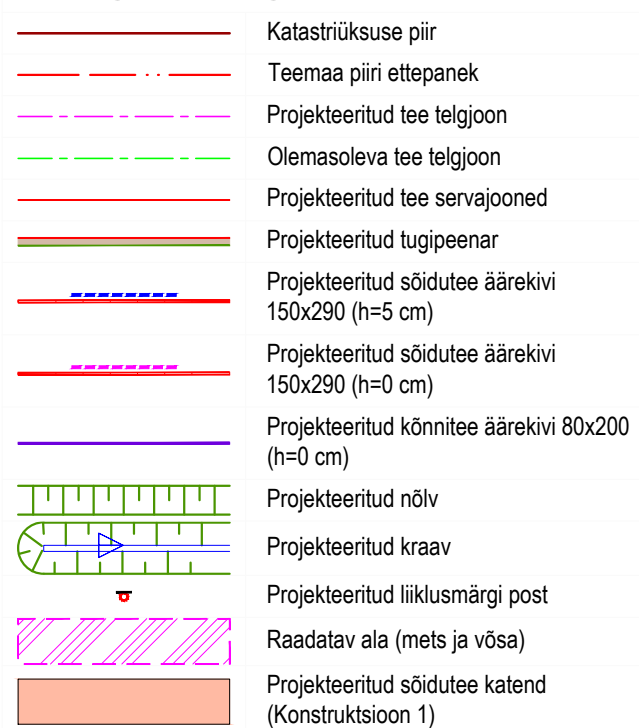 Katastriüksuse piir
Teemaa piiri ettepanek
Projekteeritud tee telgjoon
Olemasoleva tee telgjoon
Projekteeritud tee servajooned
Projekteeritud tugipeenar
Projekteeritud sõidutee äärekivi
150x290 (h=5 cm)
Projekteeritud sõidutee äärekivi
150x290 (h=0 cm)
Projekteeritud kõnnitee äärekivi 80x200
(h=0 cm)
Projekteeritud nõlv
Projekteeritud kraav
Projekteeritud liiklusmärgi post
Raadatav ala (mets ja võsa)
Projekteeritud sõidutee katend
(Konstruktsioon 1)